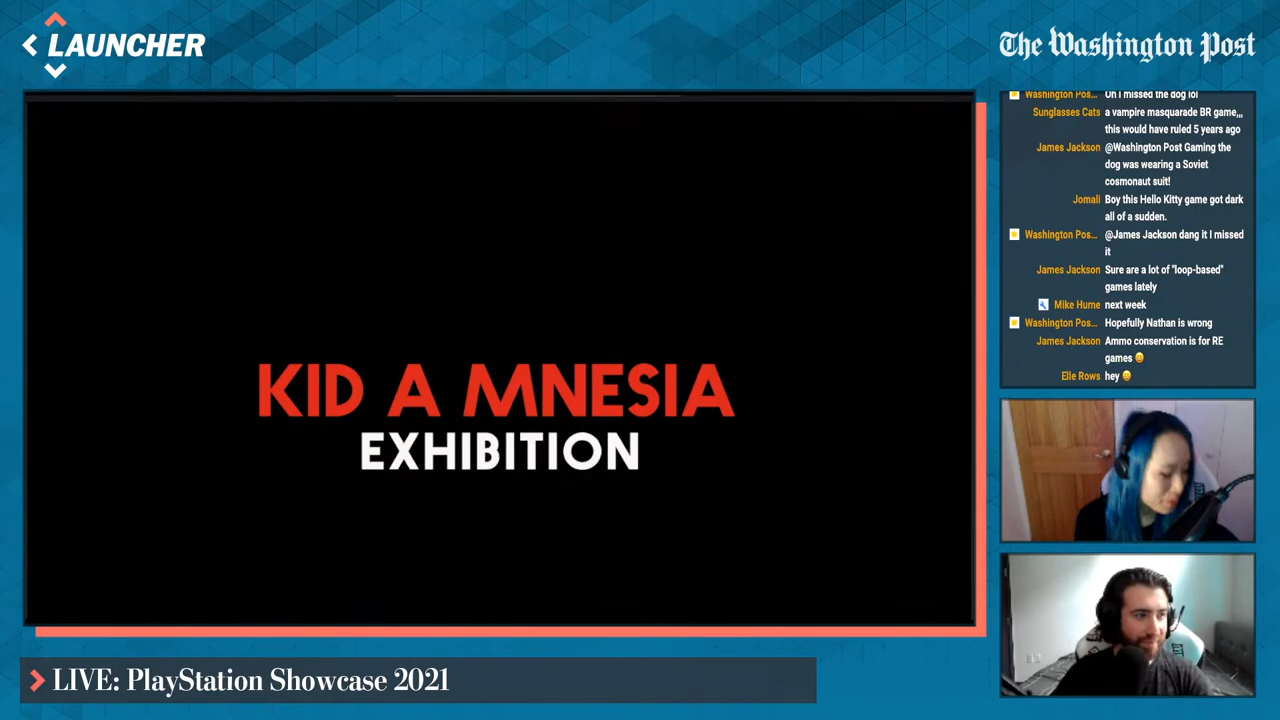 LAUNCHER
The Washington Post
KID A MNESIA
EXHIBITION
Washington Pos... Oh I missed the dog lol
Sunglasses Cats a vampire masquerade BR game,,,
this would have ruled 5 years ago
James Jackson @Washington Post Gaming the
dog was wearing a Soviet
cosmonaut suit!
Jomali Boy this Hello Kitty game got dark
all of a sudden.
Washington Pos... @James Jackson dang it I missed
it
James Jackson Sure are a lot of "loop-based"
games lately
Mike Hume next week
Washington Pos... Hopefully Nathan is wrong
James Jackson Ammo conservation is for RE
games 😀
Elle Rows hey 😀
LIVE: PlayStation Showcase 2021